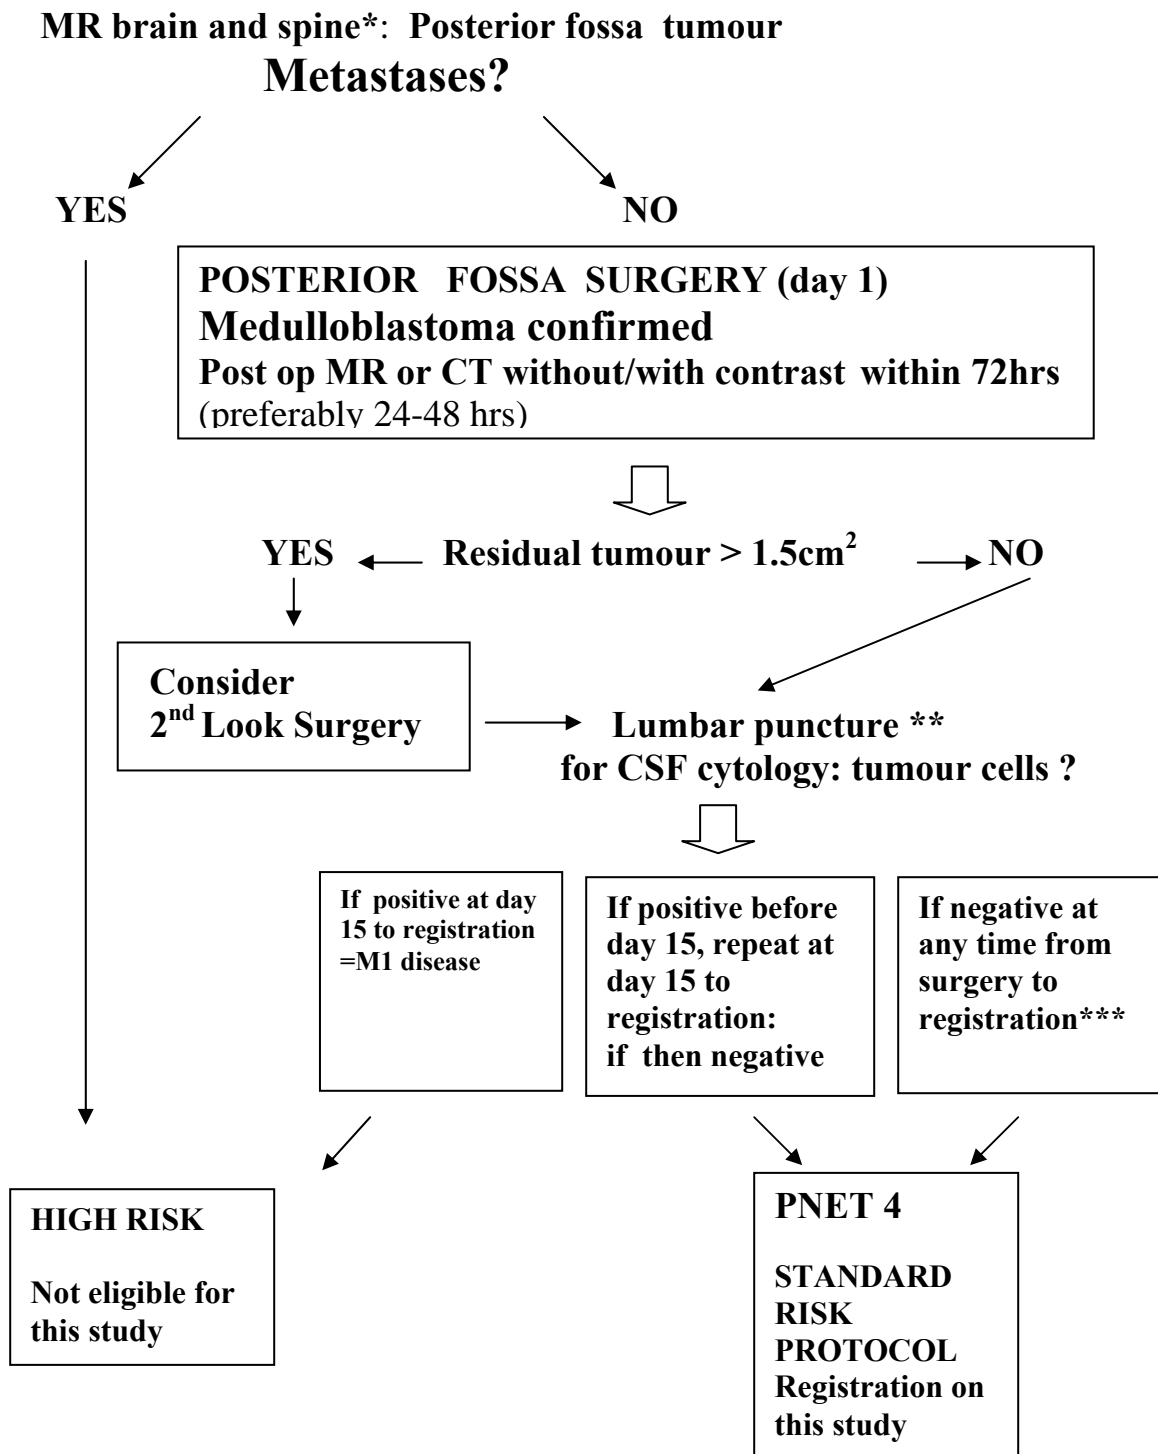 MR brain and spine*: Posterior fossa tumour
Metastases?
YES
NO
POSTERIOR FOSSA SURGERY (day 1)
Medulloblastoma confirmed
Post op MR or CT without/with contrast within 72hrs
(preferably 24-48 hrs)
YES
Residual tumour > 1.5cm²
NO
Consider
2nd Look Surgery
Lumbar puncture **
for CSF cytology: tumour cells ?
If positive at day
15 to registration
=M1 disease
If positive before
day 15, repeat at
day 15 to
registration:
if then negative
If negative at
any time from
surgery to
registration***
HIGH RISK
Not eligible for
this study
PNET 4
STANDARD
RISK
PROTOCOL
Registration on
this study